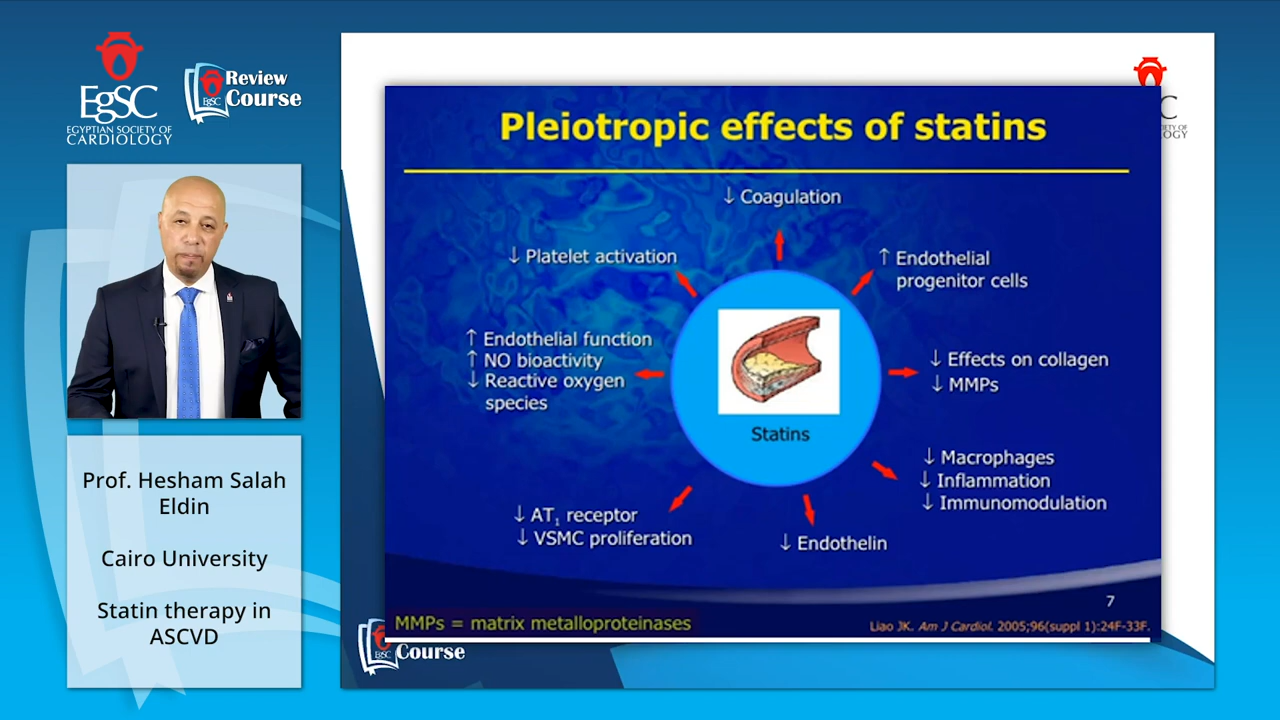 EgSC
EGYPTIAN SOCIETY OF
CARDIOLOGY
EgSC
Review
Course
Prof. Hesham Salah
Eldin
Cairo University
Statin therapy in
ASCVD
Pleiotropic effects of statins
↓ Coagulation
↓ Platelet activation
↑ Endothelial
progenitor cells
↑ Endothelial function
↑ NO bioactivity
↓ Reactive oxygen
species
↓ Effects on collagen
↓ MMPs
Statins
↓ Macrophages
↓ Inflammation
↓ Immunomodulation
↓ AT₁ receptor
↓ VSMC proliferation
↓ Endothelin
7
MMPs = matrix metalloproteinases
Liao JK. Am J Cardiol. 2005;96(suppl 1):24F-33F.
EgSC
Course